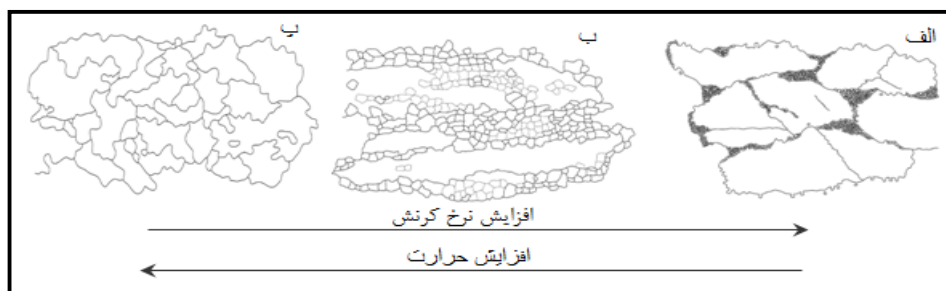 الف
ب
پ
افزایش نرخ کرنش
افزایش حرارت